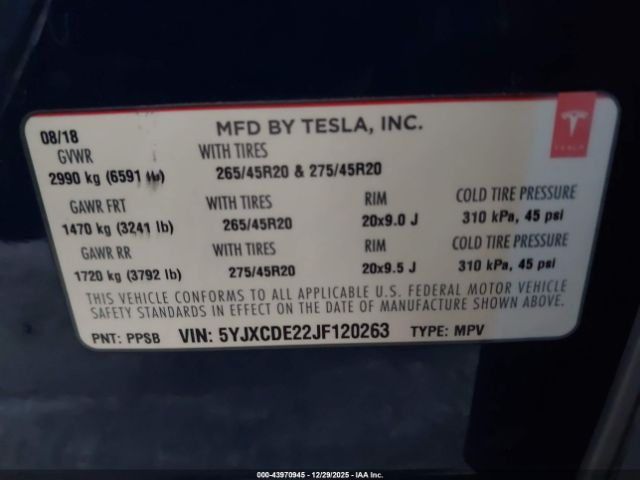 08/18 MFD BY TESLA, INC.
TESLA
GVWR WITH TIRES
2990 kg (6591 lb) 265/45R20 & 275/45R20
GAWR FRT WITH TIRES RIM COLD TIRE PRESSURE
1470 kg (3241 lb) 265/45R20 20x9.0 J 310 kPa, 45 psi
GAWR RR WITH TIRES RIM COLD TIRE PRESSURE
1720 kg (3792 lb) 275/45R20 20x9.5 J 310 kPa, 45 psi
THIS VEHICLE CONFORMS TO ALL APPLICABLE U.S. FEDERAL MOTOR VEHICLE
SAFETY STANDARDS IN EFFECT ON THE DATE OF MANUFACTURE SHOWN ABOVE.
PNT: PPSB VIN: 5YJXCDE22JF120263 TYPE: MPV
000-43970945 - 12/29/2025 - IAA Inc.